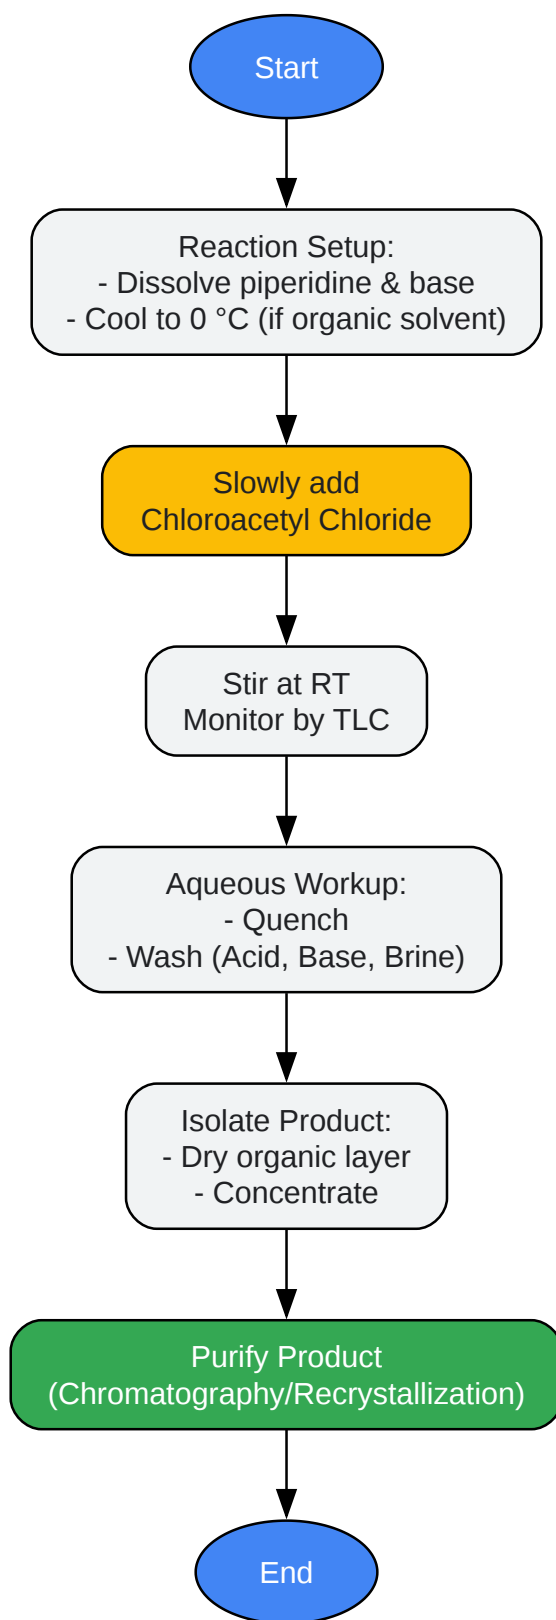 Start
Reaction Setup:
- Dissolve piperidine & base
- Cool to 0 °C (if organic solvent)
Slowly add
Chloroacetyl Chloride
Stir at RT
Monitor by TLC
Aqueous Workup:
- Quench
- Wash (Acid, Base, Brine)
Isolate Product:
- Dry organic layer
- Concentrate
Purify Product
(Chromatography/Recrystallization)
End